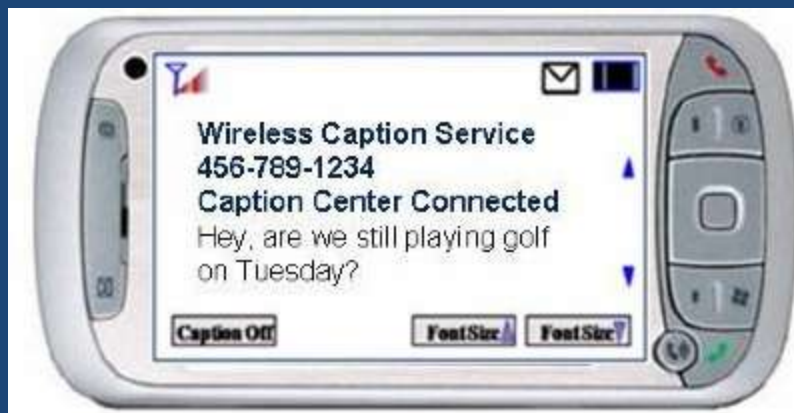 Wireless Caption Service
456-789-1234
Caption Center Connected
Hey, are we still playing golf
on Tuesday?
Caption Off FontSize FontSize